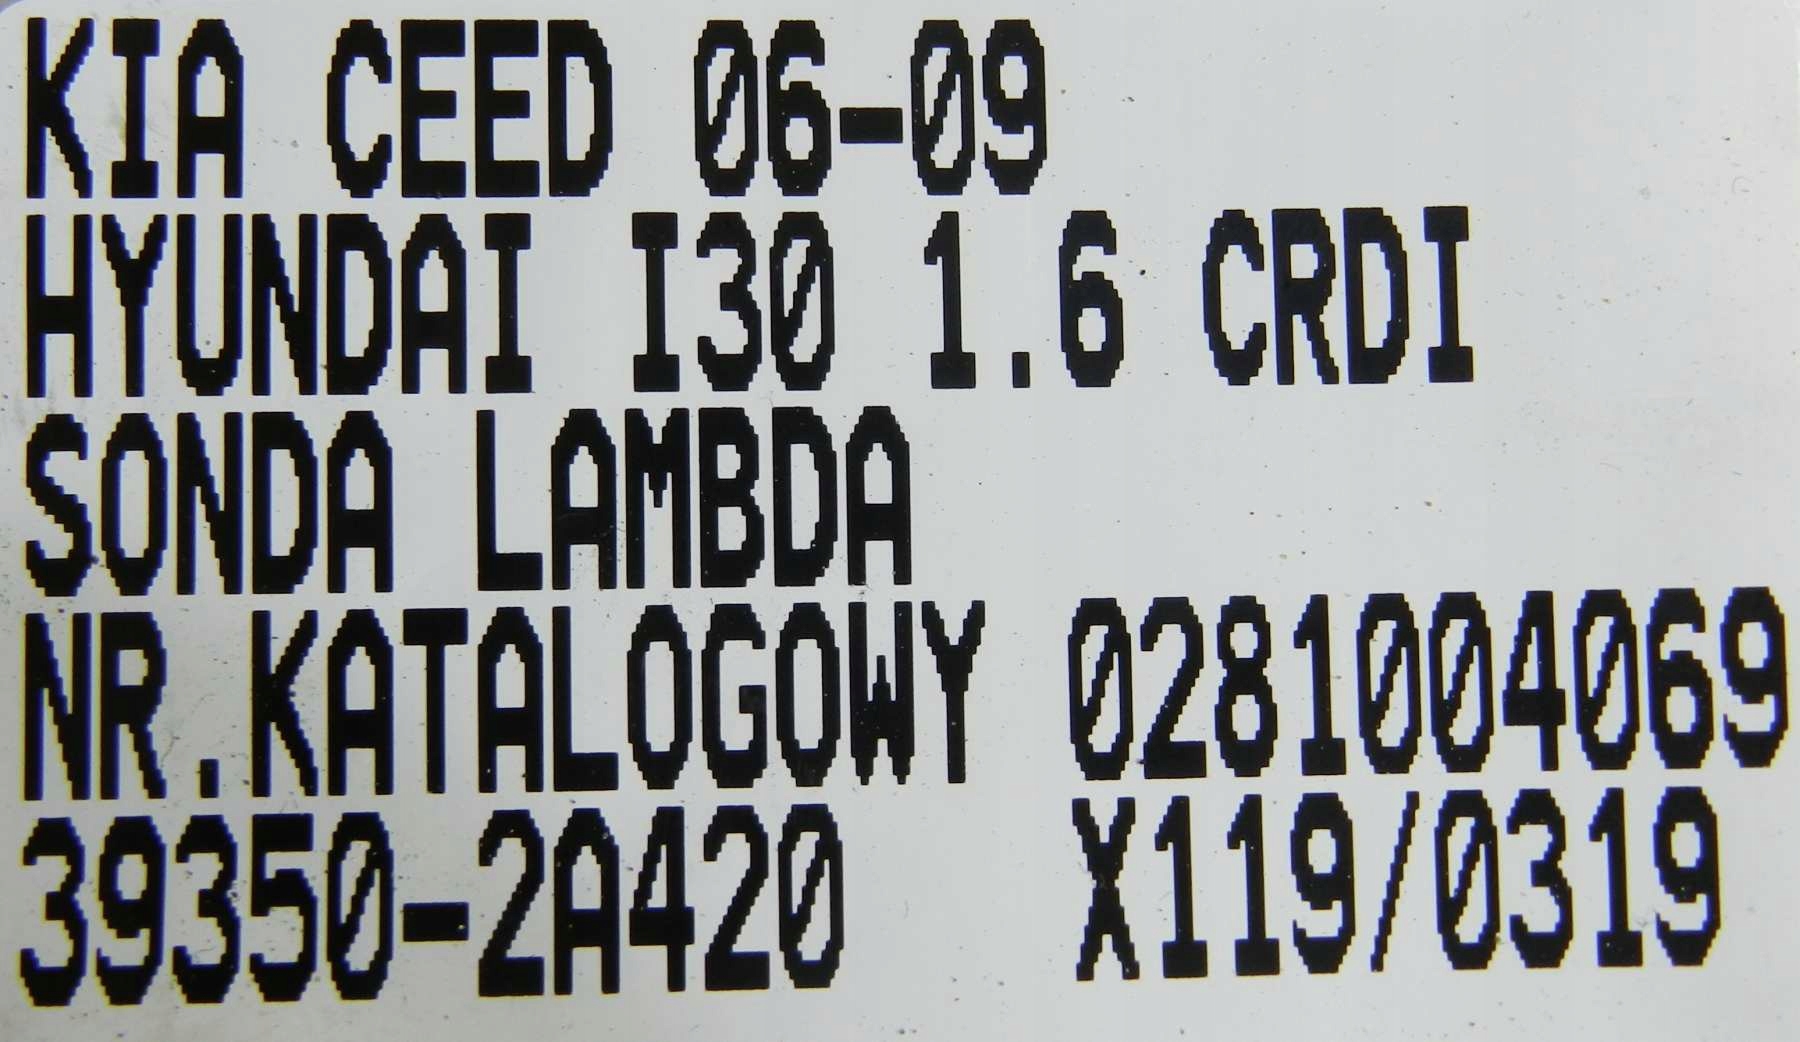 KIA CEED 06-09
HYUNDAI I30 1.6 CRDI
SONDA LAMBDA
NR.KATALOGOWY 0281004069
39350-2A420 X119/0319